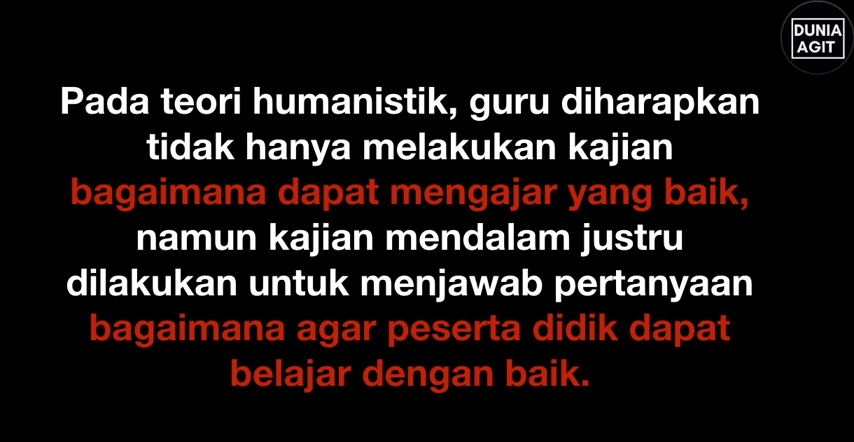 DUNIA
AGIT
Pada teori humanistik, guru diharapkan
tidak hanya melakukan kajian
bagaimana dapat mengajar yang baik,
namun kajian mendalam justru
dilakukan untuk menjawab pertanyaan
bagaimana agar peserta didik dapat
belajar dengan baik.